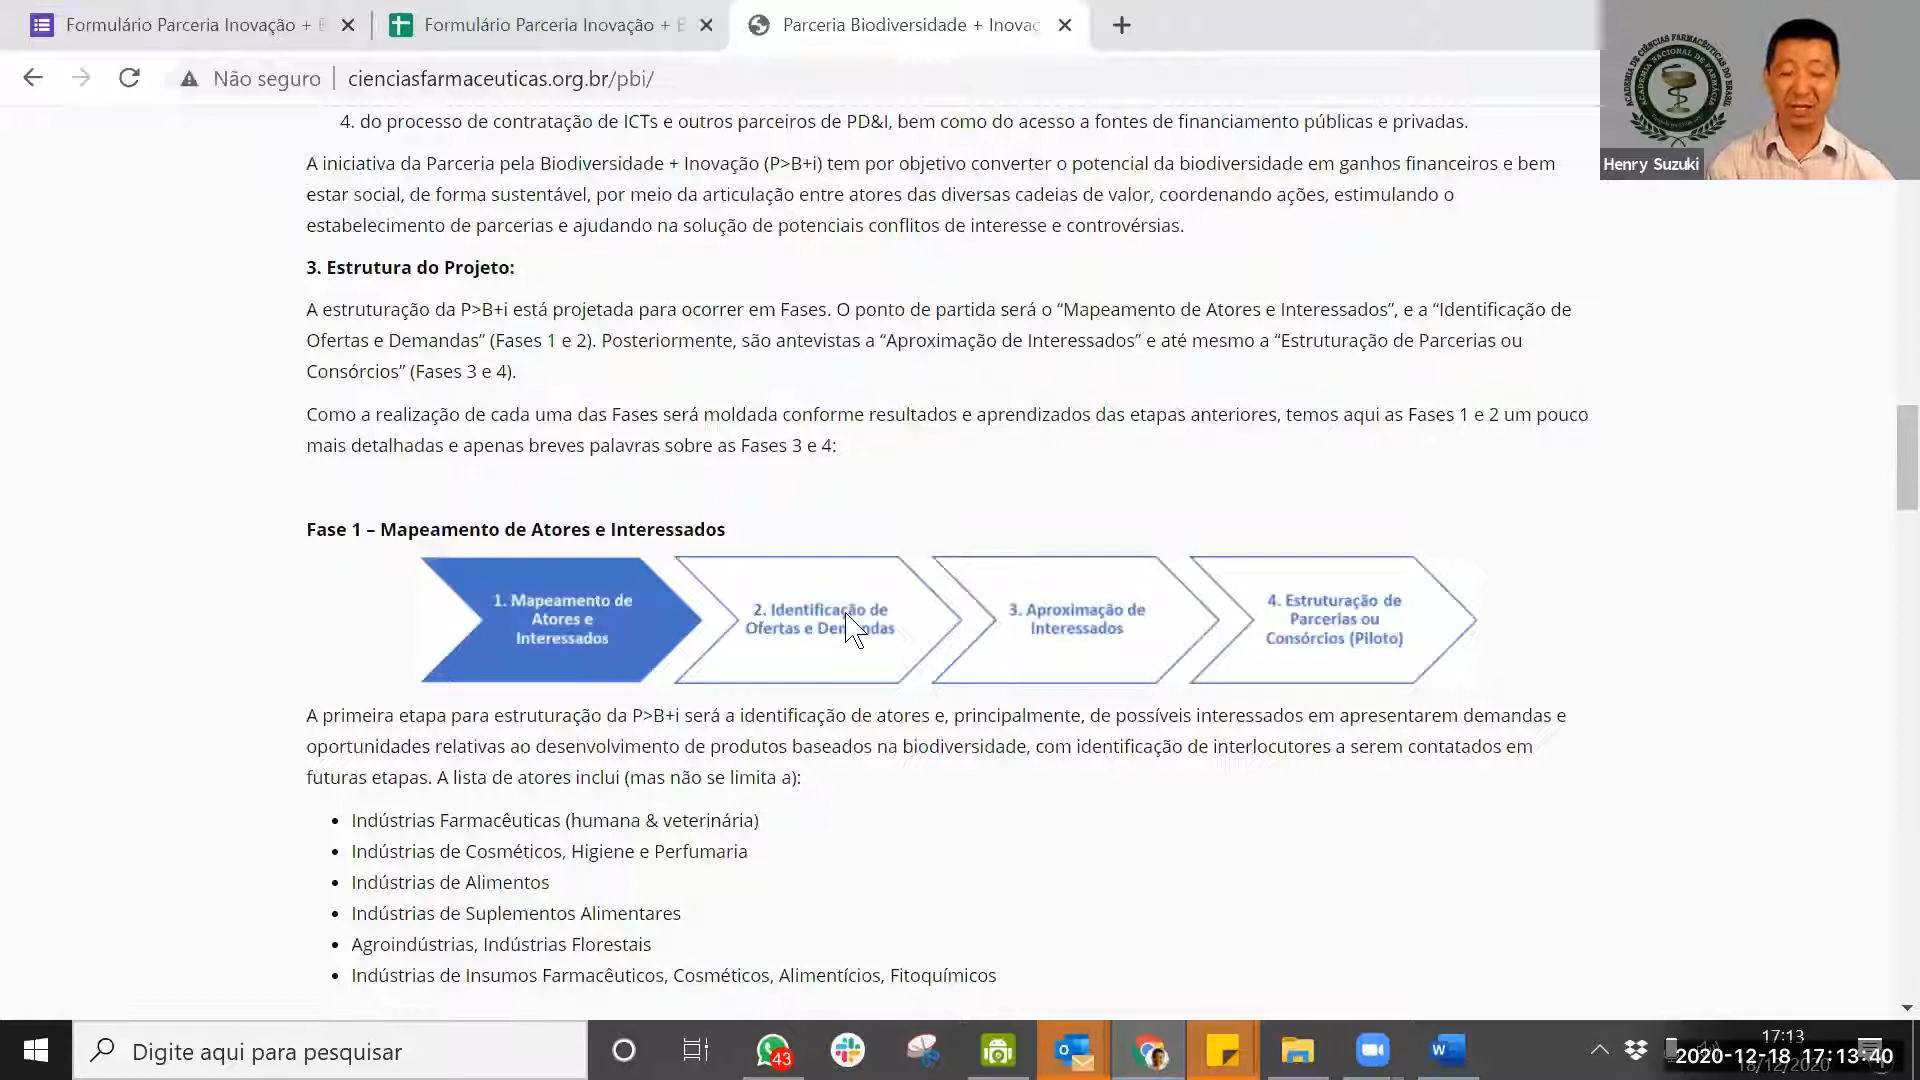 Formulário Parceria Inovação +
Formulário Parceria Inovação +
Parceria Biodiversidade + Inovaç
Não seguro
cienciasfarmaceuticas.org.br/pbi/
ACADEMIA DE CIÊNCIAS FARMACÊUTICAS DO BRASIL
ACADEMIA NACIONAL DE FARMÁCIA
Henry Suzuki
4. do processo de contratação de ICTs e outros parceiros de PD&I, bem como do acesso a fontes de financiamento públicas e privadas.
A iniciativa da Parceria pela Biodiversidade + Inovação (P>B+i) tem por objetivo converter o potencial da biodiversidade em ganhos financeiros e bem
estar social, de forma sustentável, por meio da articulação entre atores das diversas cadeias de valor, coordenando ações, estimulando o
estabelecimento de parcerias e ajudando na solução de potenciais conflitos de interesse e controvérsias.
3. Estrutura do Projeto:
A estruturação da P>B+i está projetada para ocorrer em Fases. O ponto de partida será o “Mapeamento de Atores e Interessados”, e a “Identificação de
Ofertas e Demandas” (Fases 1 e 2). Posteriormente, são antevistas a “Aproximação de Interessados” e até mesmo a “Estruturação de Parcerias ou
Consórcios” (Fases 3 e 4).
Como a realização de cada uma das Fases será moldada conforme resultados e aprendizados das etapas anteriores, temos aqui as Fases 1 e 2 um pouco
mais detalhadas e apenas breves palavras sobre as Fases 3 e 4:
Fase 1 – Mapeamento de Atores e Interessados
1. Mapeamento de
Atores e
Interessados
2. Identificação de
Ofertas e Demandas
3. Aproximação de
Interessados
4. Estruturação de
Parcerias ou
Consórcios (Piloto)
A primeira etapa para estruturação da P>B+i será a identificação de atores e, principalmente, de possíveis interessados em apresentarem demandas e
oportunidades relativas ao desenvolvimento de produtos baseados na biodiversidade, com identificação de interlocutores a serem contatados em
futuras etapas. A lista de atores inclui (mas não se limita a):
• Indústrias Farmacêuticas (humana & veterinária)
• Indústrias de Cosméticos, Higiene e Perfumaria
• Indústrias de Alimentos
• Indústrias de Suplementos Alimentares
• Agroindústrias, Indústrias Florestais
• Indústrias de Insumos Farmacêuticos, Cosméticos, Alimentícios, Fitoquímicos
Digite aqui para pesquisar
43
17:13
2020-12-18 17:13:40
18/12/2020